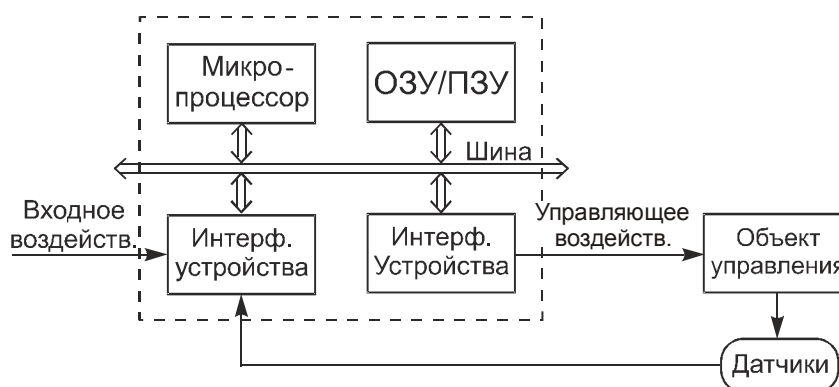 Микро-
процессор
ОЗУ/ПЗУ
Шина
Входное
воздейств.
Интерф.
устройства
Интерф.
Устройства
Управляющее
воздейств.
Объект
управления
Датчики